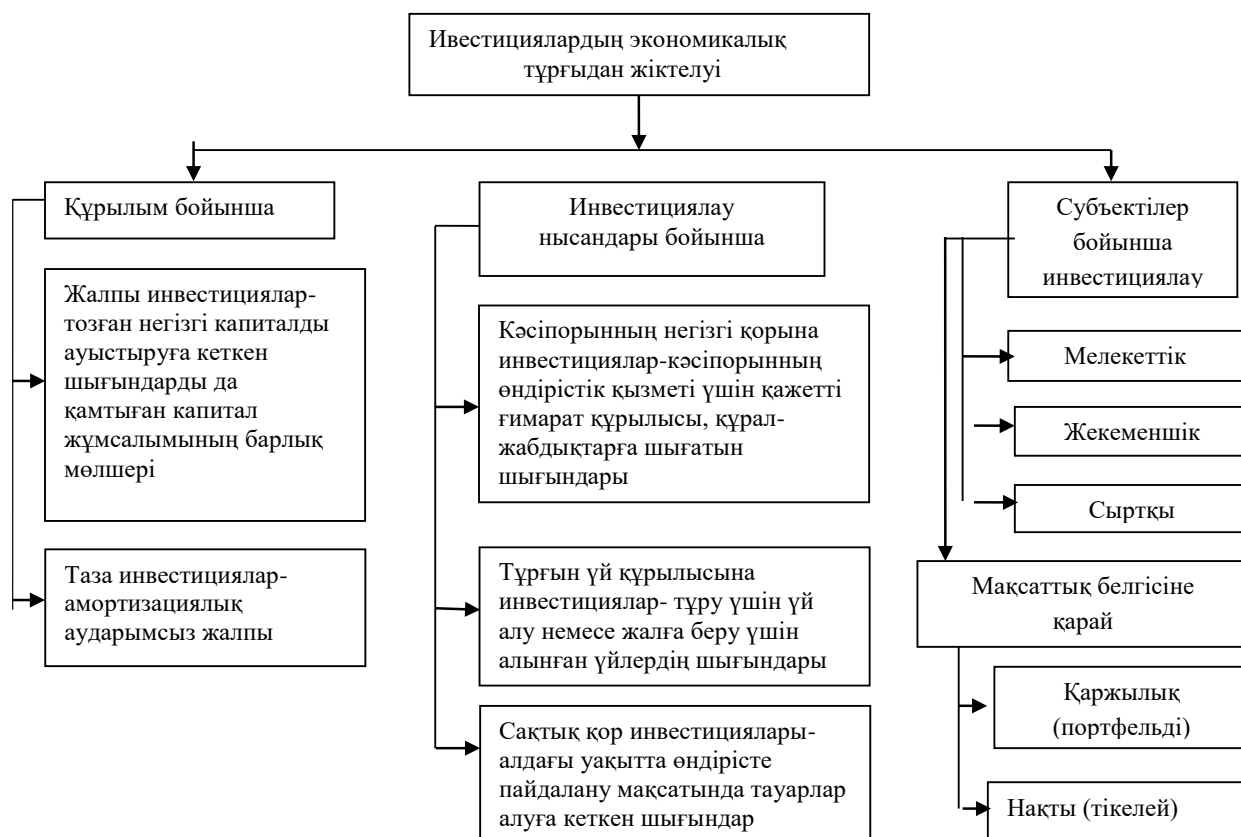 Ивестициялардың экономикалық
тұрғыдан жіктелуі
Құрылым бойынша
Жалпы инвестициялар-
тозған негізгі капиталды
ауыстыруға кеткен
шығындарды да
қамтыған капитал
жұмсалымының барлық
мөлшері
Таза инвестициялар-
амортизациялық
аударымсыз жалпы
Инвестициялау
нысандары бойынша
Кәсіпорынның негізгі қорына
инвестициялар-кәсіпорынның
өндірістік қызметі үшін қажетті
ғимарат құрылысы, құрал-
жабдықтарға шығатын
шығындары
Тұрғын үй құрылысына
инвестициялар- тұру үшін үй
алу немесе жалға беру үшін
алынған үйлердің шығындары
Сақтық қор инвестициялары-
алдағы уақытта өндірісте
пайдалану мақсатында тауарлар
алуға кеткен шығындар
Субъектілер
бойынша
инвестициялау
Мелекеттік
Жекеменшік
Сыртқы
Мақсаттық белгісіне
қарай
Қаржылық
(портфельді)
Нақты (тікелей)